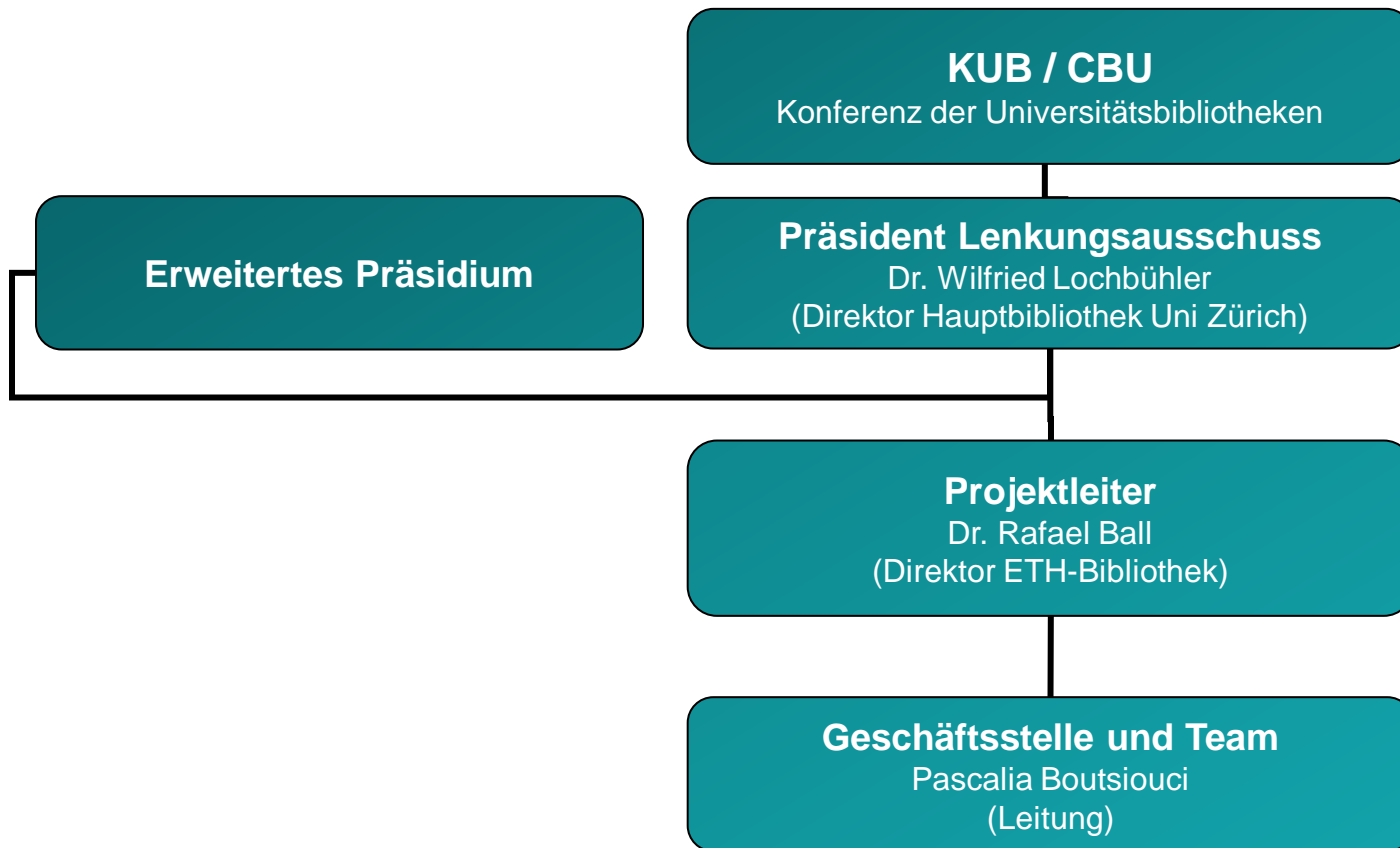 KUB / CBU
Konferenz der Universitätsbibliotheken
Erweitertes Präsidium
Präsident Lenkungsausschuss
Dr. Wilfried Lochbühler
(Direktor Hauptbibliothek Uni Zürich)
Projektleiter
Dr. Rafael Ball
(Direktor ETH-Bibliothek)
Geschäftsstelle und Team
Pascalia Boutsiouci
(Leitung)